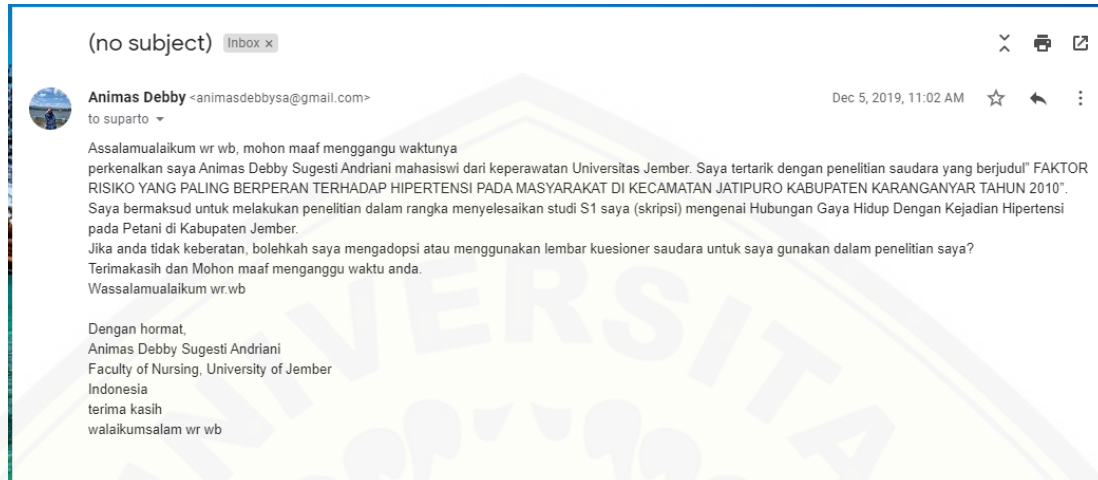 (no subject) Inbox x
Animas Debby <animasdebbysa@gmail.com> Dec 5, 2019, 11:02 AM
to suparto
Assalamualaikum wr wb, mohon maaf menggangu waktunya
perkenalkan saya Animas Debby Sugesti Andriani mahasiswi dari keperawatan Universitas Jember. Saya tertarik dengan penelitian saudara yang berjudul" FAKTOR
RISIKO YANG PALING BERPERAN TERHADAP HIPERTENSI PADA MASYARAKAT DI KECAMATAN JATIPURO KABUPATEN KARANGANYAR TAHUN 2010".
Saya bermaksud untuk melakukan penelitian dalam rangka menyelesaikan studi S1 saya (skripsi) mengenai Hubungan Gaya Hidup Dengan Kejadian Hipertensi
pada Petani di Kabupaten Jember.
Jika anda tidak keberatan, bolehkah saya mengadopsi atau menggunakan lembar kuesioner saudara untuk saya gunakan dalam penelitian saya?
Terimakasih dan Mohon maaf menganggu waktu anda.
Wassalamualaikum wr.wb
Dengan hormat,
Animas Debby Sugesti Andriani
Faculty of Nursing, University of Jember
Indonesia
terima kasih
walaikumsalam wr wb
UNIVERSITA